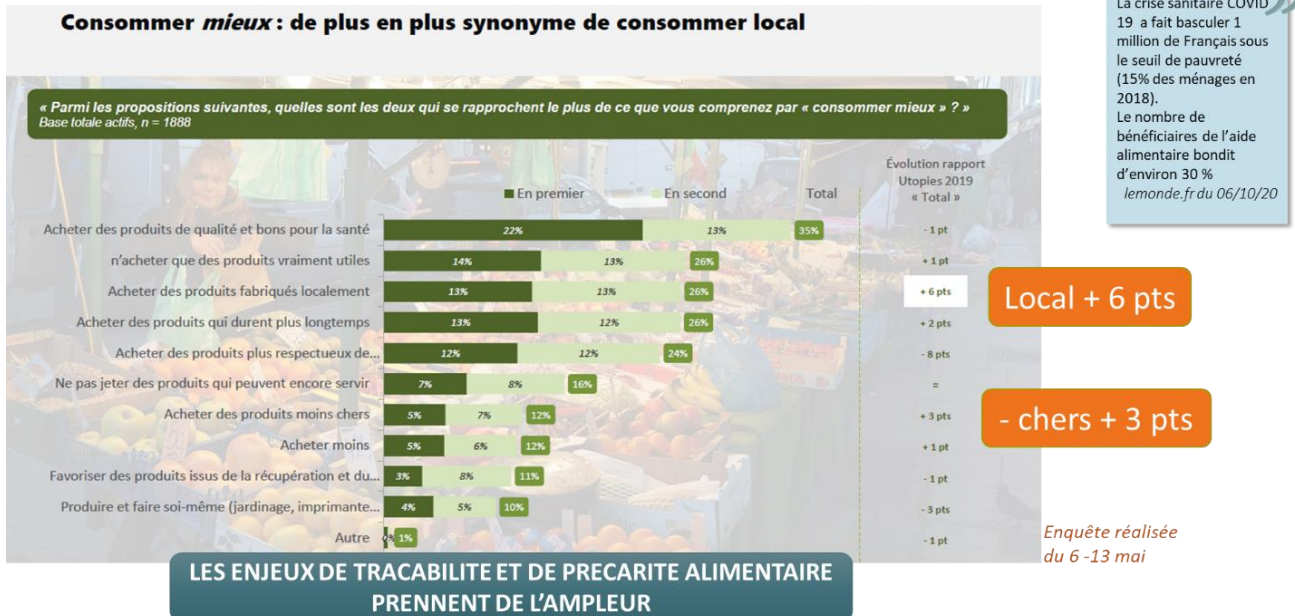 Consommer mieux : de plus en plus synonyme de consommer local
La crise sanitaire COVID
19 a fait basculer 1
million de Français sous
le seuil de pauvreté
(15% des ménages en
2018).
Le nombre de
bénéficiaires de l'aide
alimentaire bondit
d'environ 30 %
lemonde.fr du 06/10/20
« Parmi les propositions suivantes, quelles sont les deux qui se rapprochent le plus de ce que vous comprenez par « consommer mieux » ? »
Base totale actifs, n = 1888
Évolution rapport
Utopies 2019
« Total »
En premier En second Total
Acheter des produits de qualité et bons pour la santé 22% 13% 35% - 1 pt
n'acheter que des produits vraiment utiles 14% 13% 26% + 1 pt
Acheter des produits fabriqués localement 13% 13% 26% + 6 pts
Local + 6 pts
Acheter des produits qui durent plus longtemps 13% 12% 26% + 2 pts
Acheter des produits plus respectueux de... 12% 12% 24% - 8 pts
Ne pas jeter des produits qui peuvent encore servir 7% 8% 16% =
Acheter des produits moins chers 5% 7% 12% + 3 pts
- chers + 3 pts
Acheter moins 5% 6% 12% + 1 pt
Favoriser des produits issus de la récupération et du... 3% 8% 11% - 1 pt
Produire et faire soi-même (jardinage, imprimante... 4% 5% 10% - 3 pts
Autre 1% - 1 pt
Enquête réalisée
du 6 -13 mai
LES ENJEUX DE TRACABILITE ET DE PRECARITE ALIMENTAIRE
PRENNENT DE L'AMPLEUR